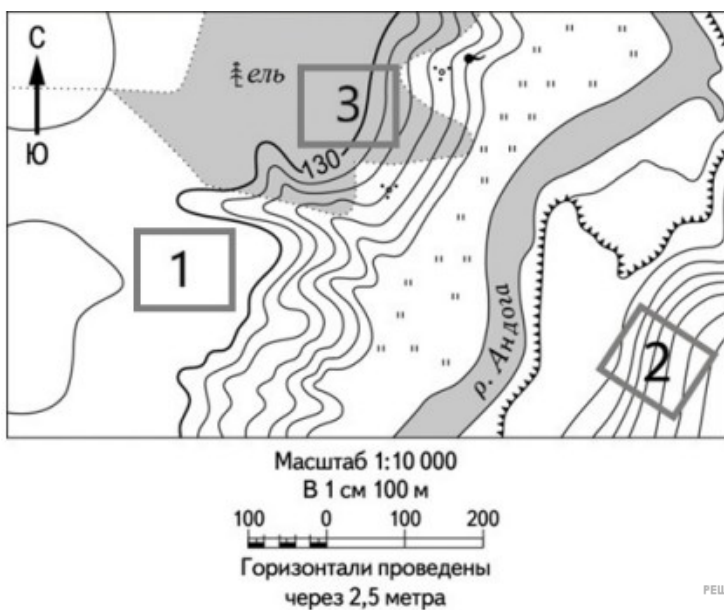 С
Ю
ель
3
130
1
р. Андога
2
Масштаб 1:10 000
В 1 см 100 м
100 0 100 200
Горизонтали проведены
через 2,5 метра
РЕШ